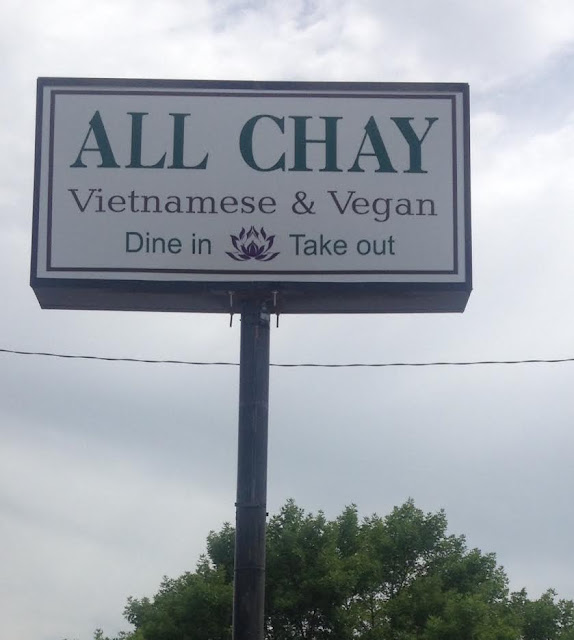 ALL CHAY
Vietnamese & Vegan
Dine in Take out